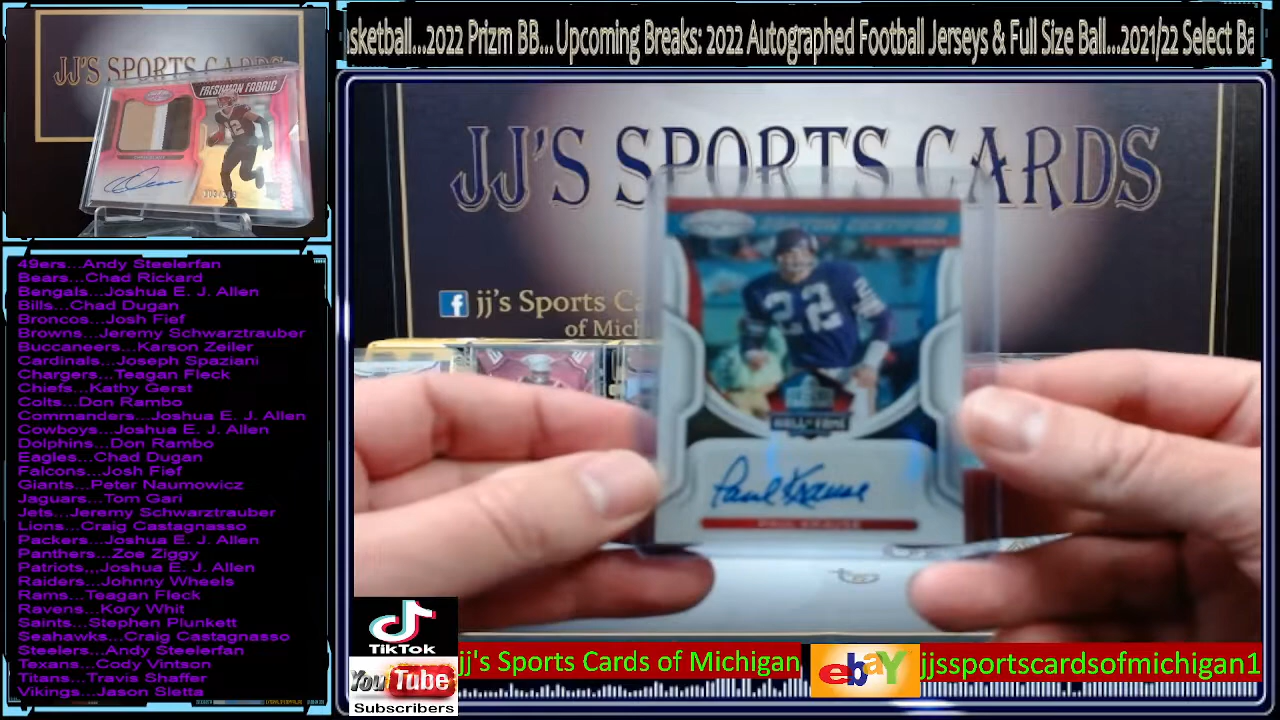 sketball...2022 Prizm BB... Upcoming Breaks: 2022 Autographed Football Jerseys & Full Size Ball...2021/22 Select Ba
JJ'S SPORTS CARDS
FRESHMAN FABRIC
2
JJ'S SPORTS CARDS
f jj's Sports Ca
of Mich
22 2
HALL OF FAME
Paul Krause
PAUL KRAUSE
49ers...Andy Steelerfan
Bears...Chad Rickard
Bengals...Joshua E. J. Allen
Bills...Chad Dugan
Broncos...Josh Fief
Browns...Jeremy Schwarztrauber
Buccaneers...Karson Zeiler
Cardinals...Joseph Spaziani
Chargers...Teagan Fleck
Chiefs...Kathy Gerst
Colts...Don Rambo
Commanders...Joshua E. J. Allen
Cowboys...Joshua E. J. Allen
Dolphins...Don Rambo
Eagles...Chad Dugan
Falcons...Josh Fief
Giants...Peter Naumowicz
Jaguars...Tom Gari
Jets...Jeremy Schwarztrauber
Lions...Craig Castagnasso
Packers...Joshua E. J. Allen
Panthers...Zoe Ziggy
Patriots,,,Joshua E. J. Allen
Raiders...Johnny Wheels
Rams...Teagan Fleck
Ravens...Kory Whit
Saints...Stephen Plunkett
Seahawks...Craig Castagnasso
Steelers...Andy Steelerfan
Texans...Cody Vintson
Titans...Travis Shaffer
Vikings...Jason Sletta
TikTok
YouTube
Subscribers
jj's Sports Cards of Michigan
ebaY
jjssportscardsofmichigan1